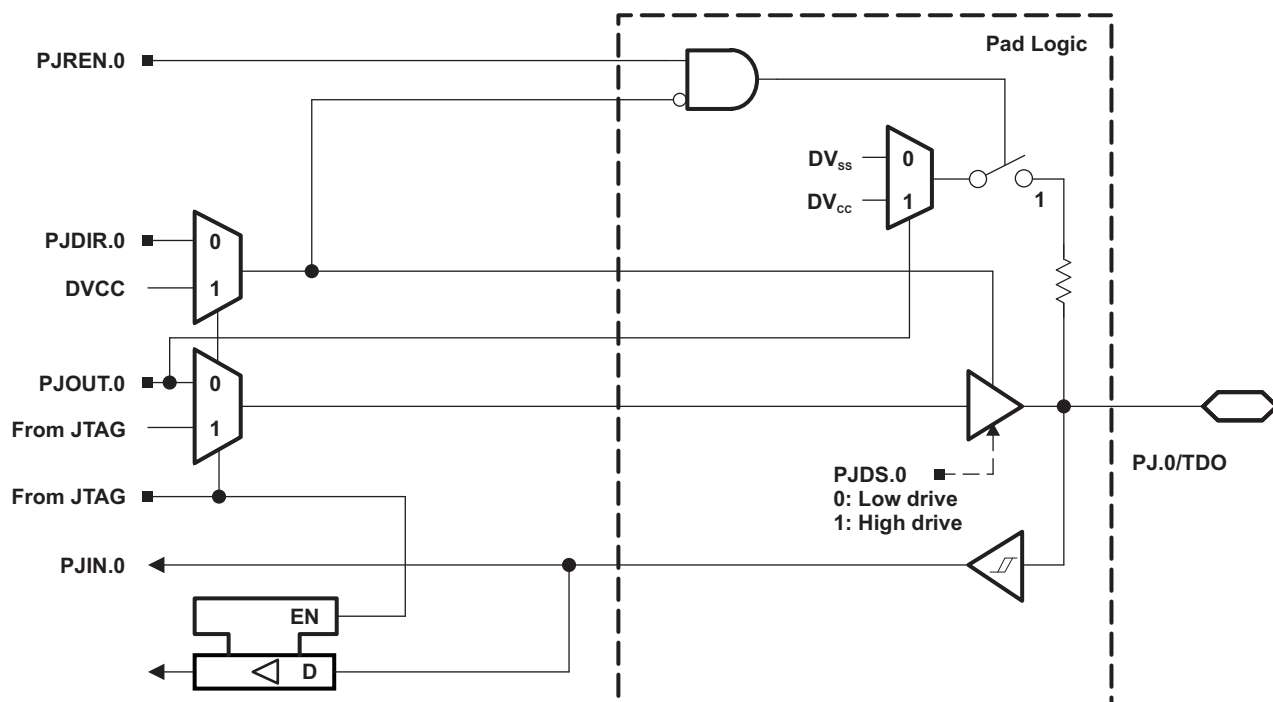 Pad Logic
PJREN.0
DVSS
0
DVCC
1
1
PJDIR.0
0
DVCC
1
PJOUT.0
0
From JTAG
1
PJ.0/TDO
PJDS.0
0: Low drive
1: High drive
From JTAG
PJIN.0
EN
D